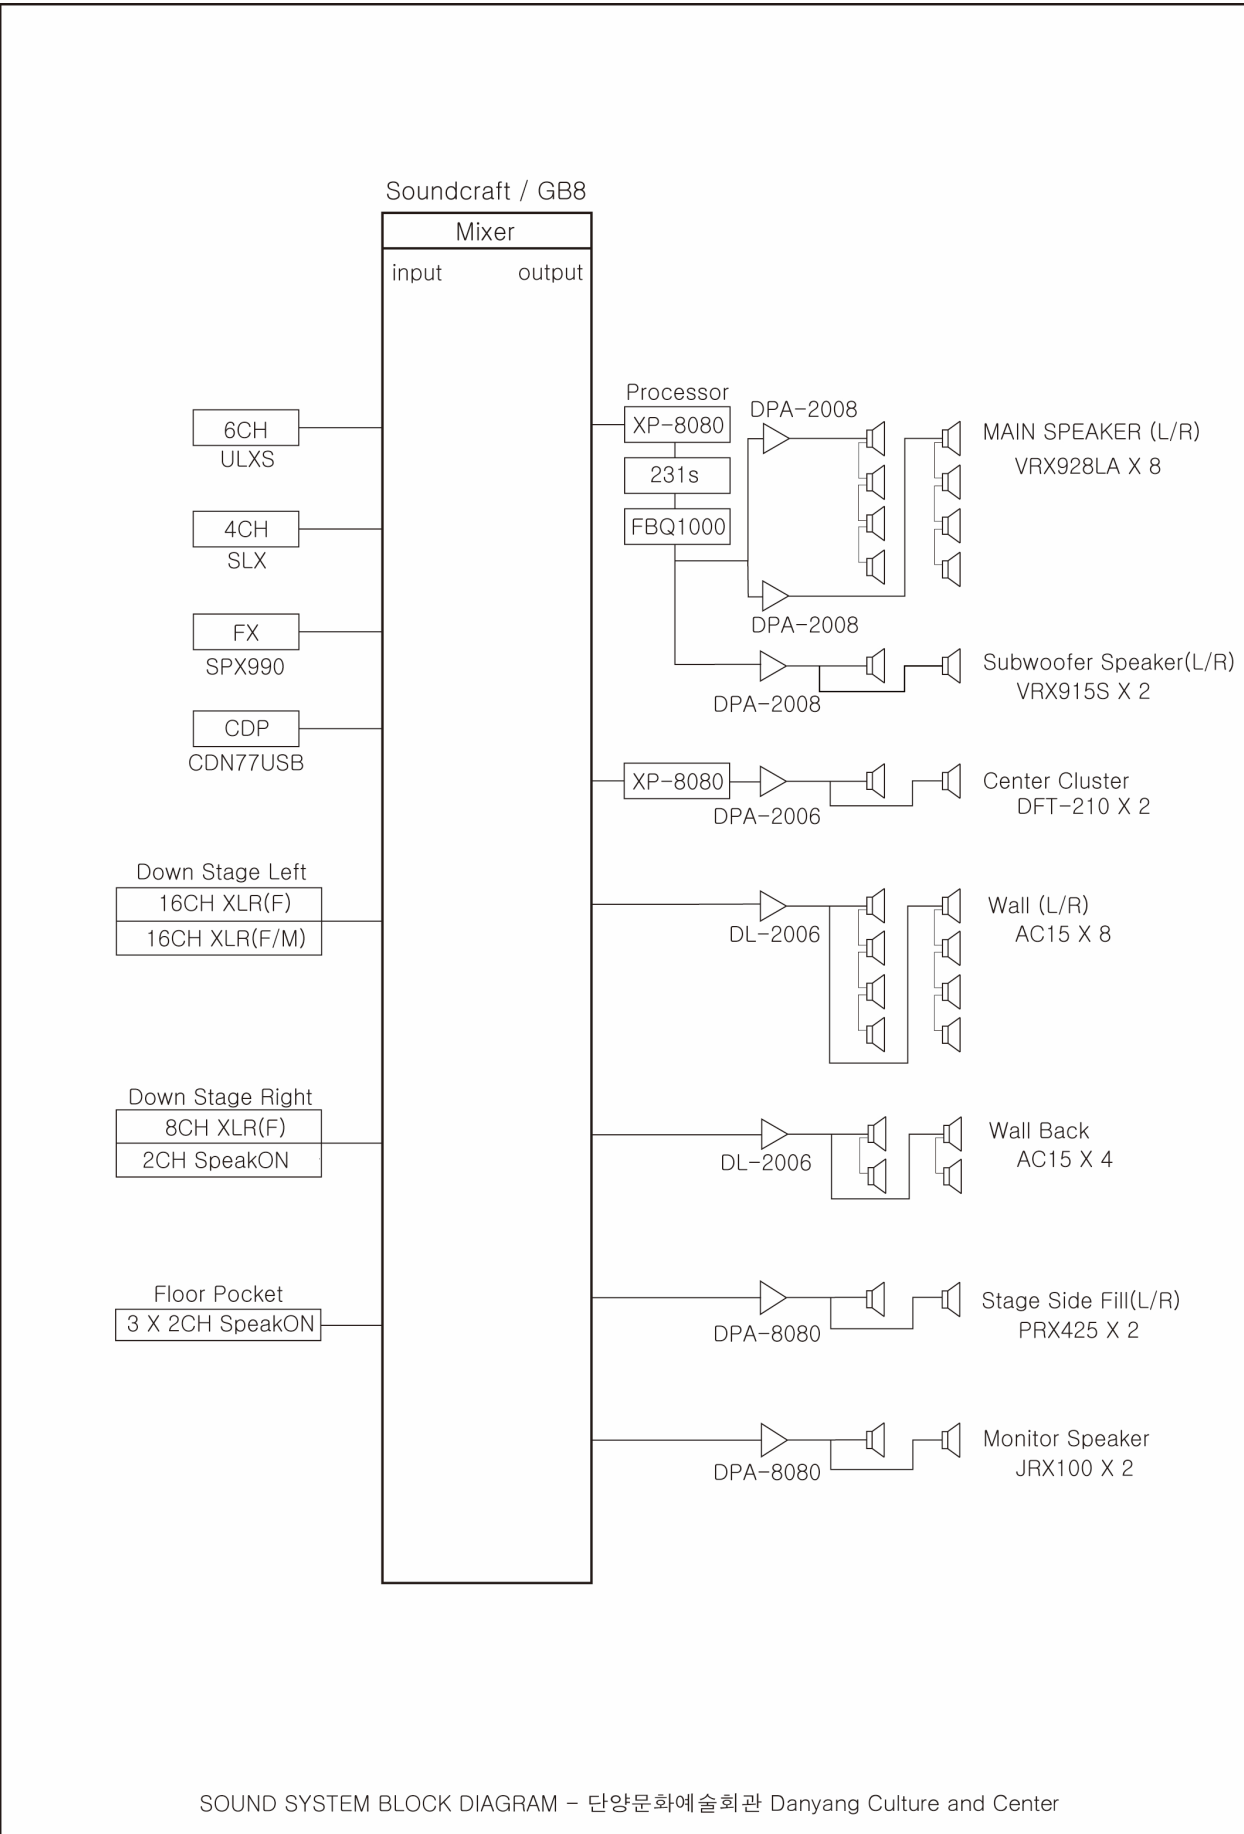 Soundcraft / GB8
Mixer
input
output
6CH
ULXS
4CH
SLX
FX
SPX990
CDP
CDN77USB
Down Stage Left
16CH XLR(F)
16CH XLR(F/M)
Down Stage Right
8CH XLR(F)
2CH SpeakON
Floor Pocket
3 X 2CH SpeakON
Processor
XP-8080
231s
FBQ1000
DPA-2008
MAIN SPEAKER (L/R)
VRX928LA X 8
DPA-2008
DPA-2008
Subwoofer Speaker(L/R)
VRX915S X 2
XP-8080
DPA-2006
Center Cluster
DFT-210 X 2
DL-2006
Wall (L/R)
AC15 X 8
DL-2006
Wall Back
AC15 X 4
DPA-8080
Stage Side Fill(L/R)
PRX425 X 2
DPA-8080
Monitor Speaker
JRX100 X 2
SOUND SYSTEM BLOCK DIAGRAM - 단양문화예술회관 Danyang Culture and Center